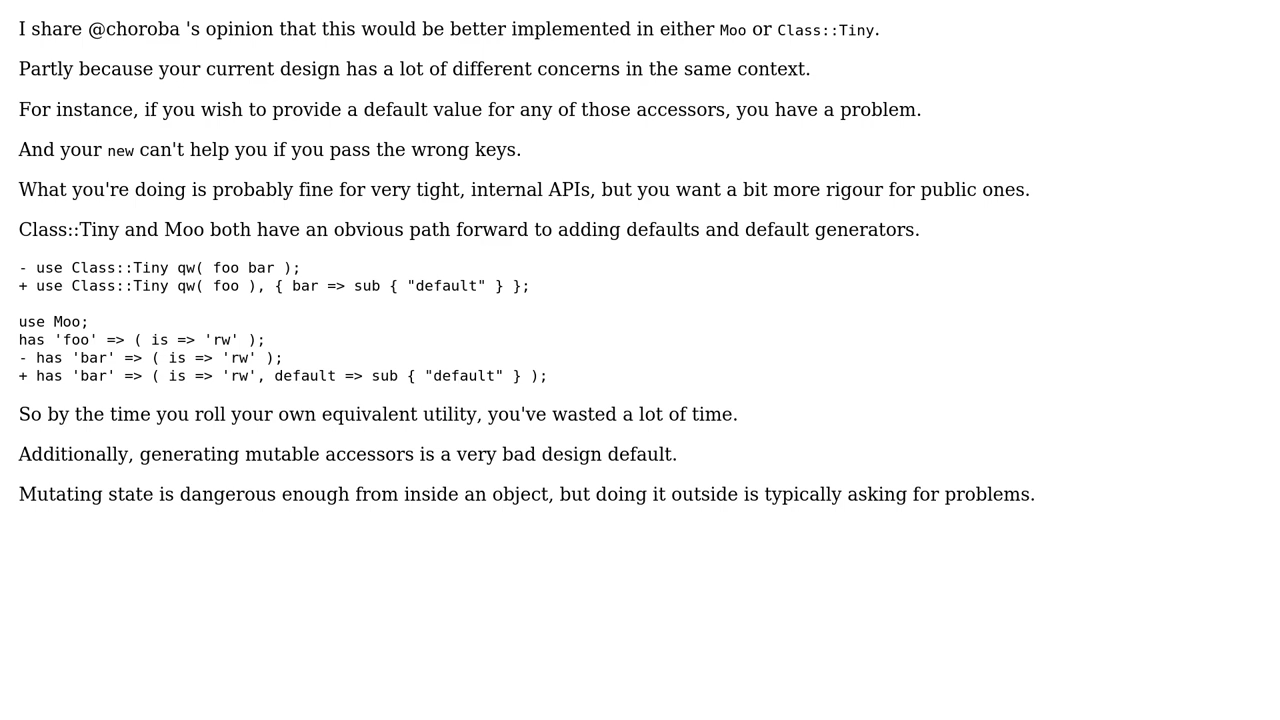 I share @choroba 's opinion that this would be better implemented in either Moo or Class::Tiny.
Partly because your current design has a lot of different concerns in the same context.
For instance, if you wish to provide a default value for any of those accessors, you have a problem.
And your new can't help you if you pass the wrong keys.
What you're doing is probably fine for very tight, internal APIs, but you want a bit more rigour for public ones.
Class::Tiny and Moo both have an obvious path forward to adding defaults and default generators.
- use Class::Tiny qw( foo bar );
+ use Class::Tiny qw( foo ), { bar => sub { "default" } };
use Moo;
has 'foo' => ( is => 'rw' );
- has 'bar' => ( is => 'rw' );
+ has 'bar' => ( is => 'rw', default => sub { "default" } );
So by the time you roll your own equivalent utility, you've wasted a lot of time.
Additionally, generating mutable accessors is a very bad design default.
Mutating state is dangerous enough from inside an object, but doing it outside is typically asking for problems.